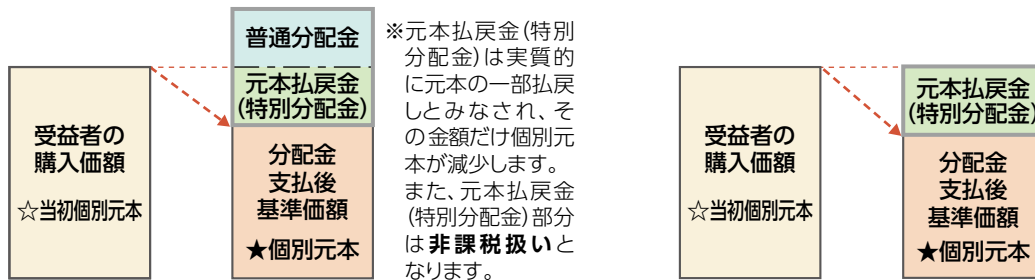 普通分配金
元本払戻金
(特別分配金)
受益者の
購入価額
☆当初個別元本
分配金
支払後
基準価額
★個別元本
※元本払戻金(特別
分配金)は実質的
に元本の一部払戻
しとみなされ、そ
の金額だけ個別元
本が減少します。
また、元本払戻金
(特別分配金)部分
は非課税扱いと
なります。
受益者の
購入価額
☆当初個別元本
元本払戻金
(特別分配金)
分配金
支払後
基準価額
★個別元本